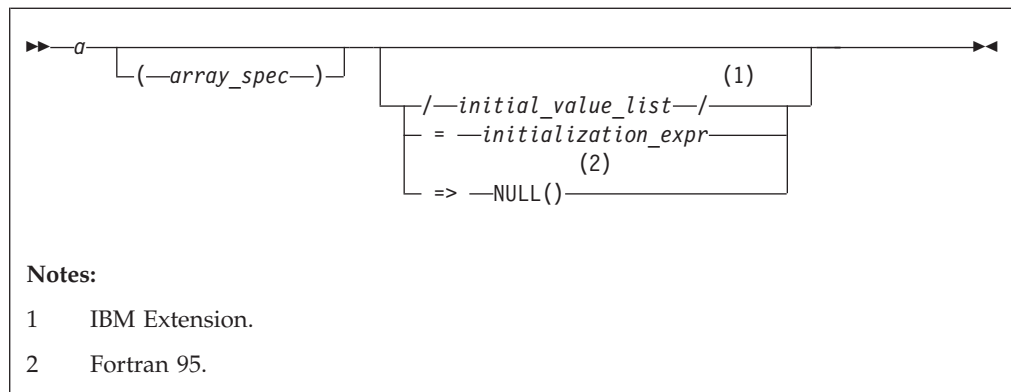 a
( array_spec )
(1)
/ initial_value_list /
= initialization_expr
(2)
=> NULL()
Notes:
1 IBM Extension.
2 Fortran 95.